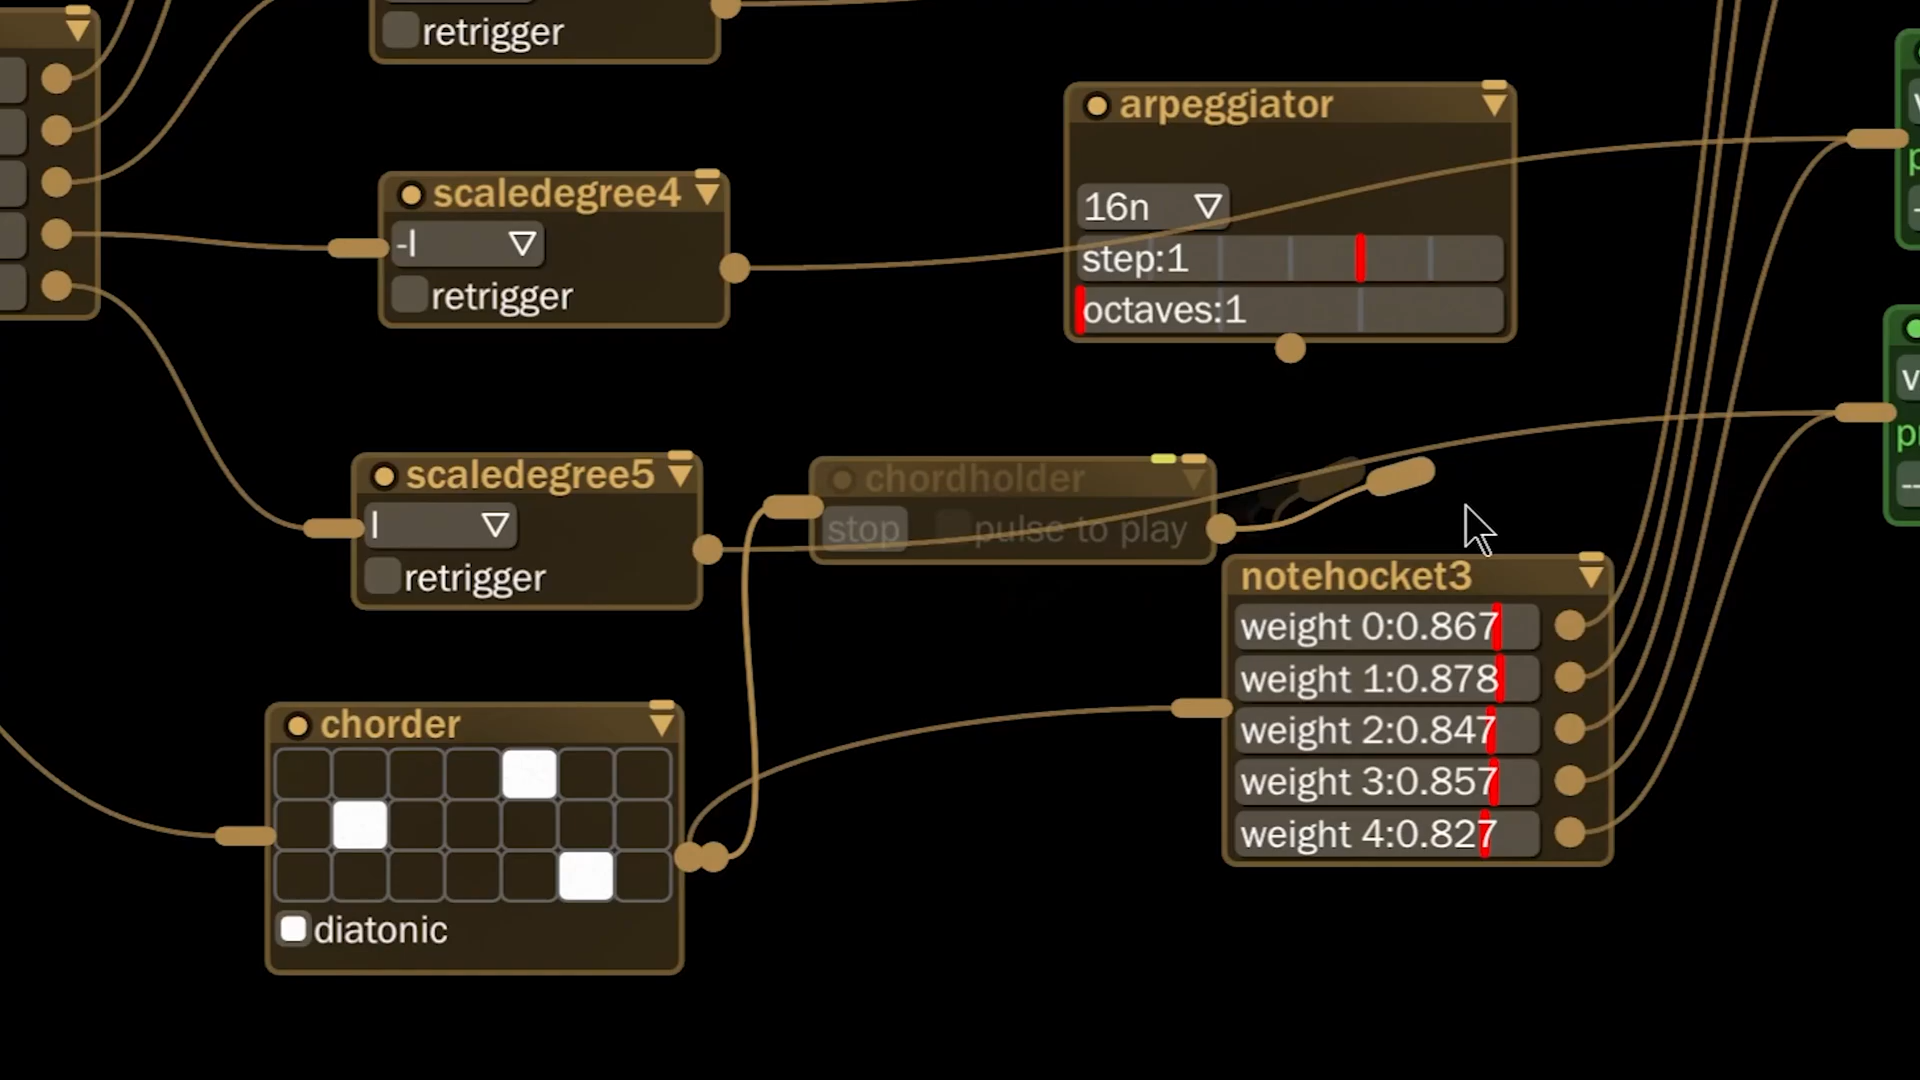 retrigger
arpeggiator
16n
step:1
octaves:1
scaledegree4
-I
retrigger
scaledegree5
I
retrigger
chordholder
stop
pulse to play
notehocket3
weight 0:0.867
weight 1:0.878
weight 2:0.847
weight 3:0.857
weight 4:0.827
chorder
diatonic